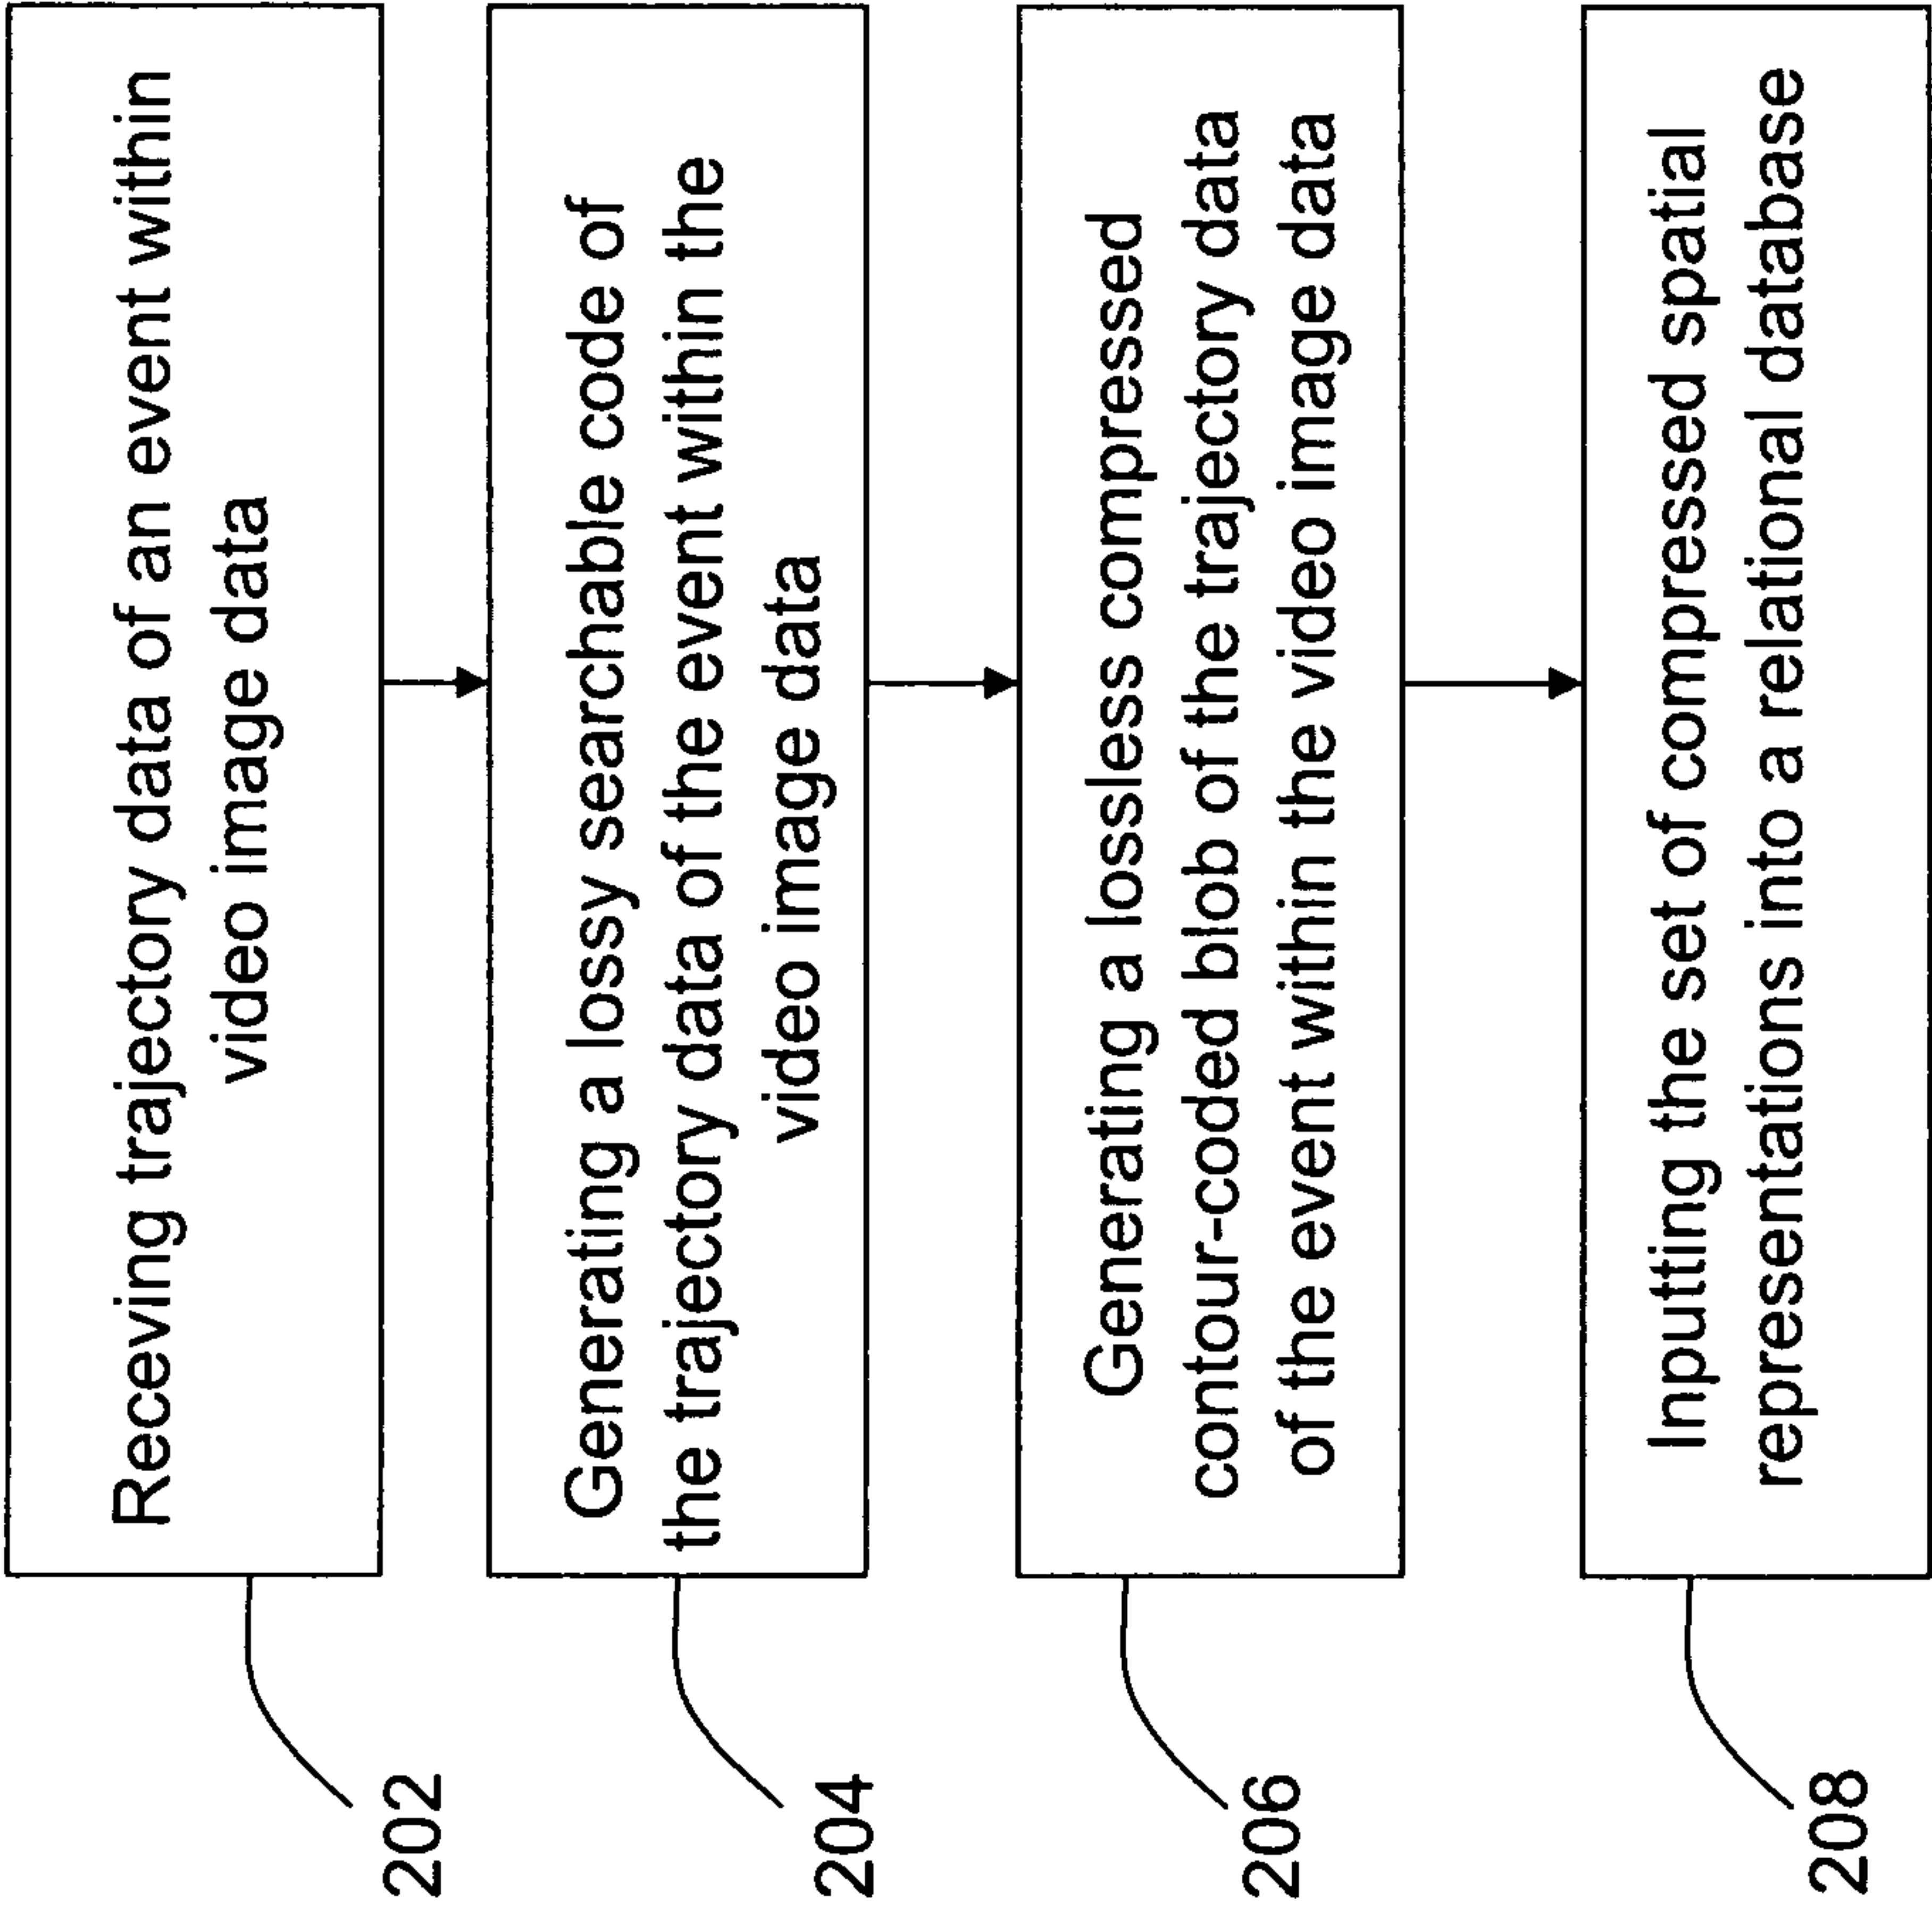 Receving trajectory data of an event within
video image data
202
Generating a lossy searchable code of
the trajectory data of the event within the
video image data
204
Generating a lossless compressed
contour-coded blob of the trajectory data
of the event within the video image data
206
Inputting the set of compressed spatial
representations into a relational database
208